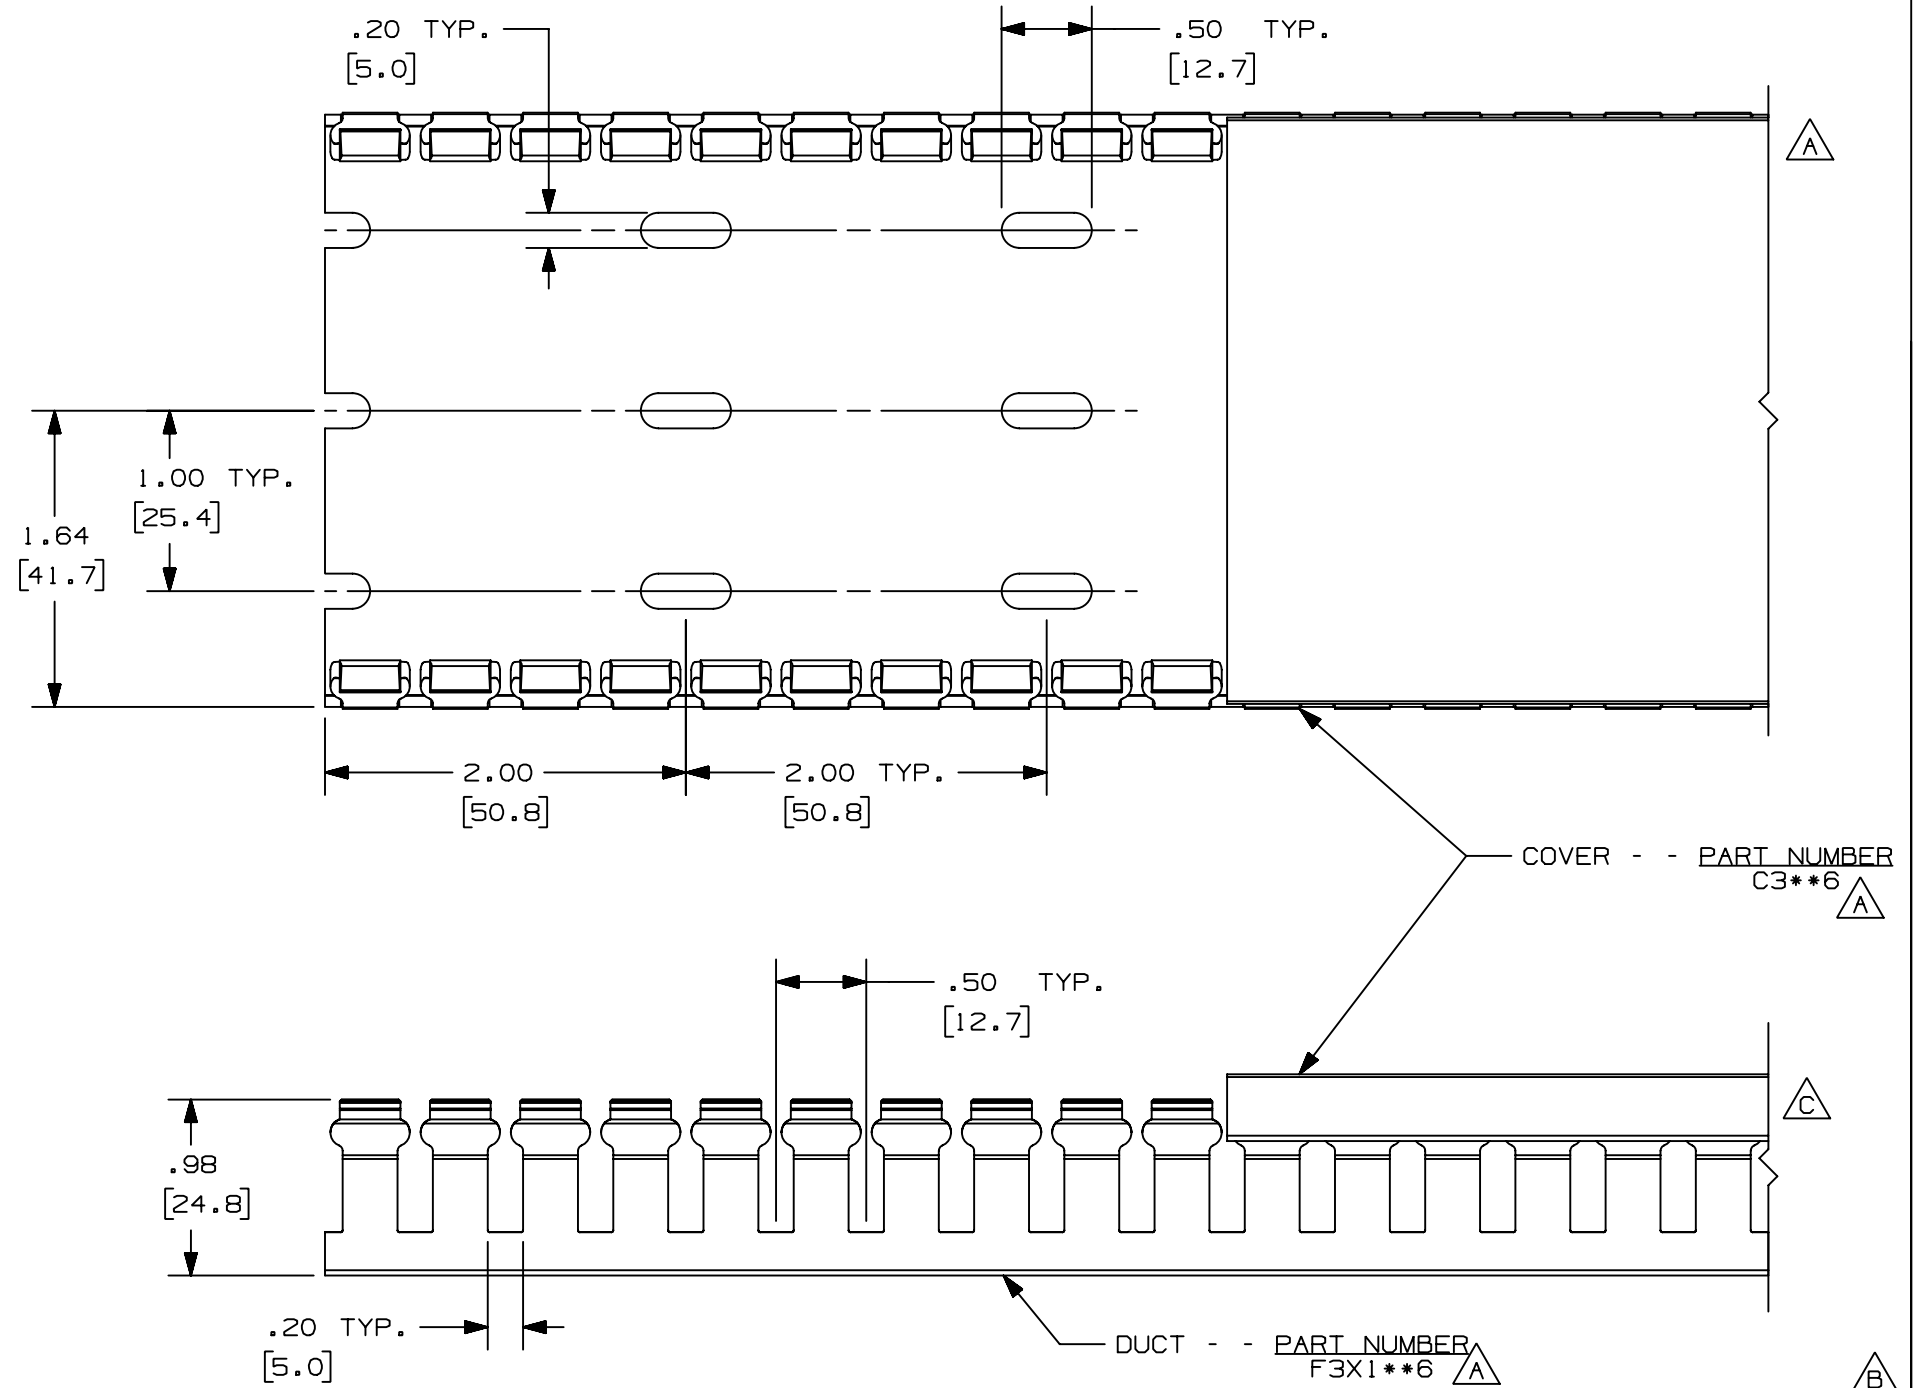 .20 TYP.
[5.0]
.50 TYP.
[12.7]
A
1.00 TYP.
[25.4]
1.64
[41.7]
2.00
[50.8]
2.00 TYP.
[50.8]
COVER - - PART NUMBER
C3**6
A
.50 TYP.
[12.7]
C
.98
[24.8]
.20 TYP.
[5.0]
DUCT - - PART NUMBER
F3X1**6
A
B